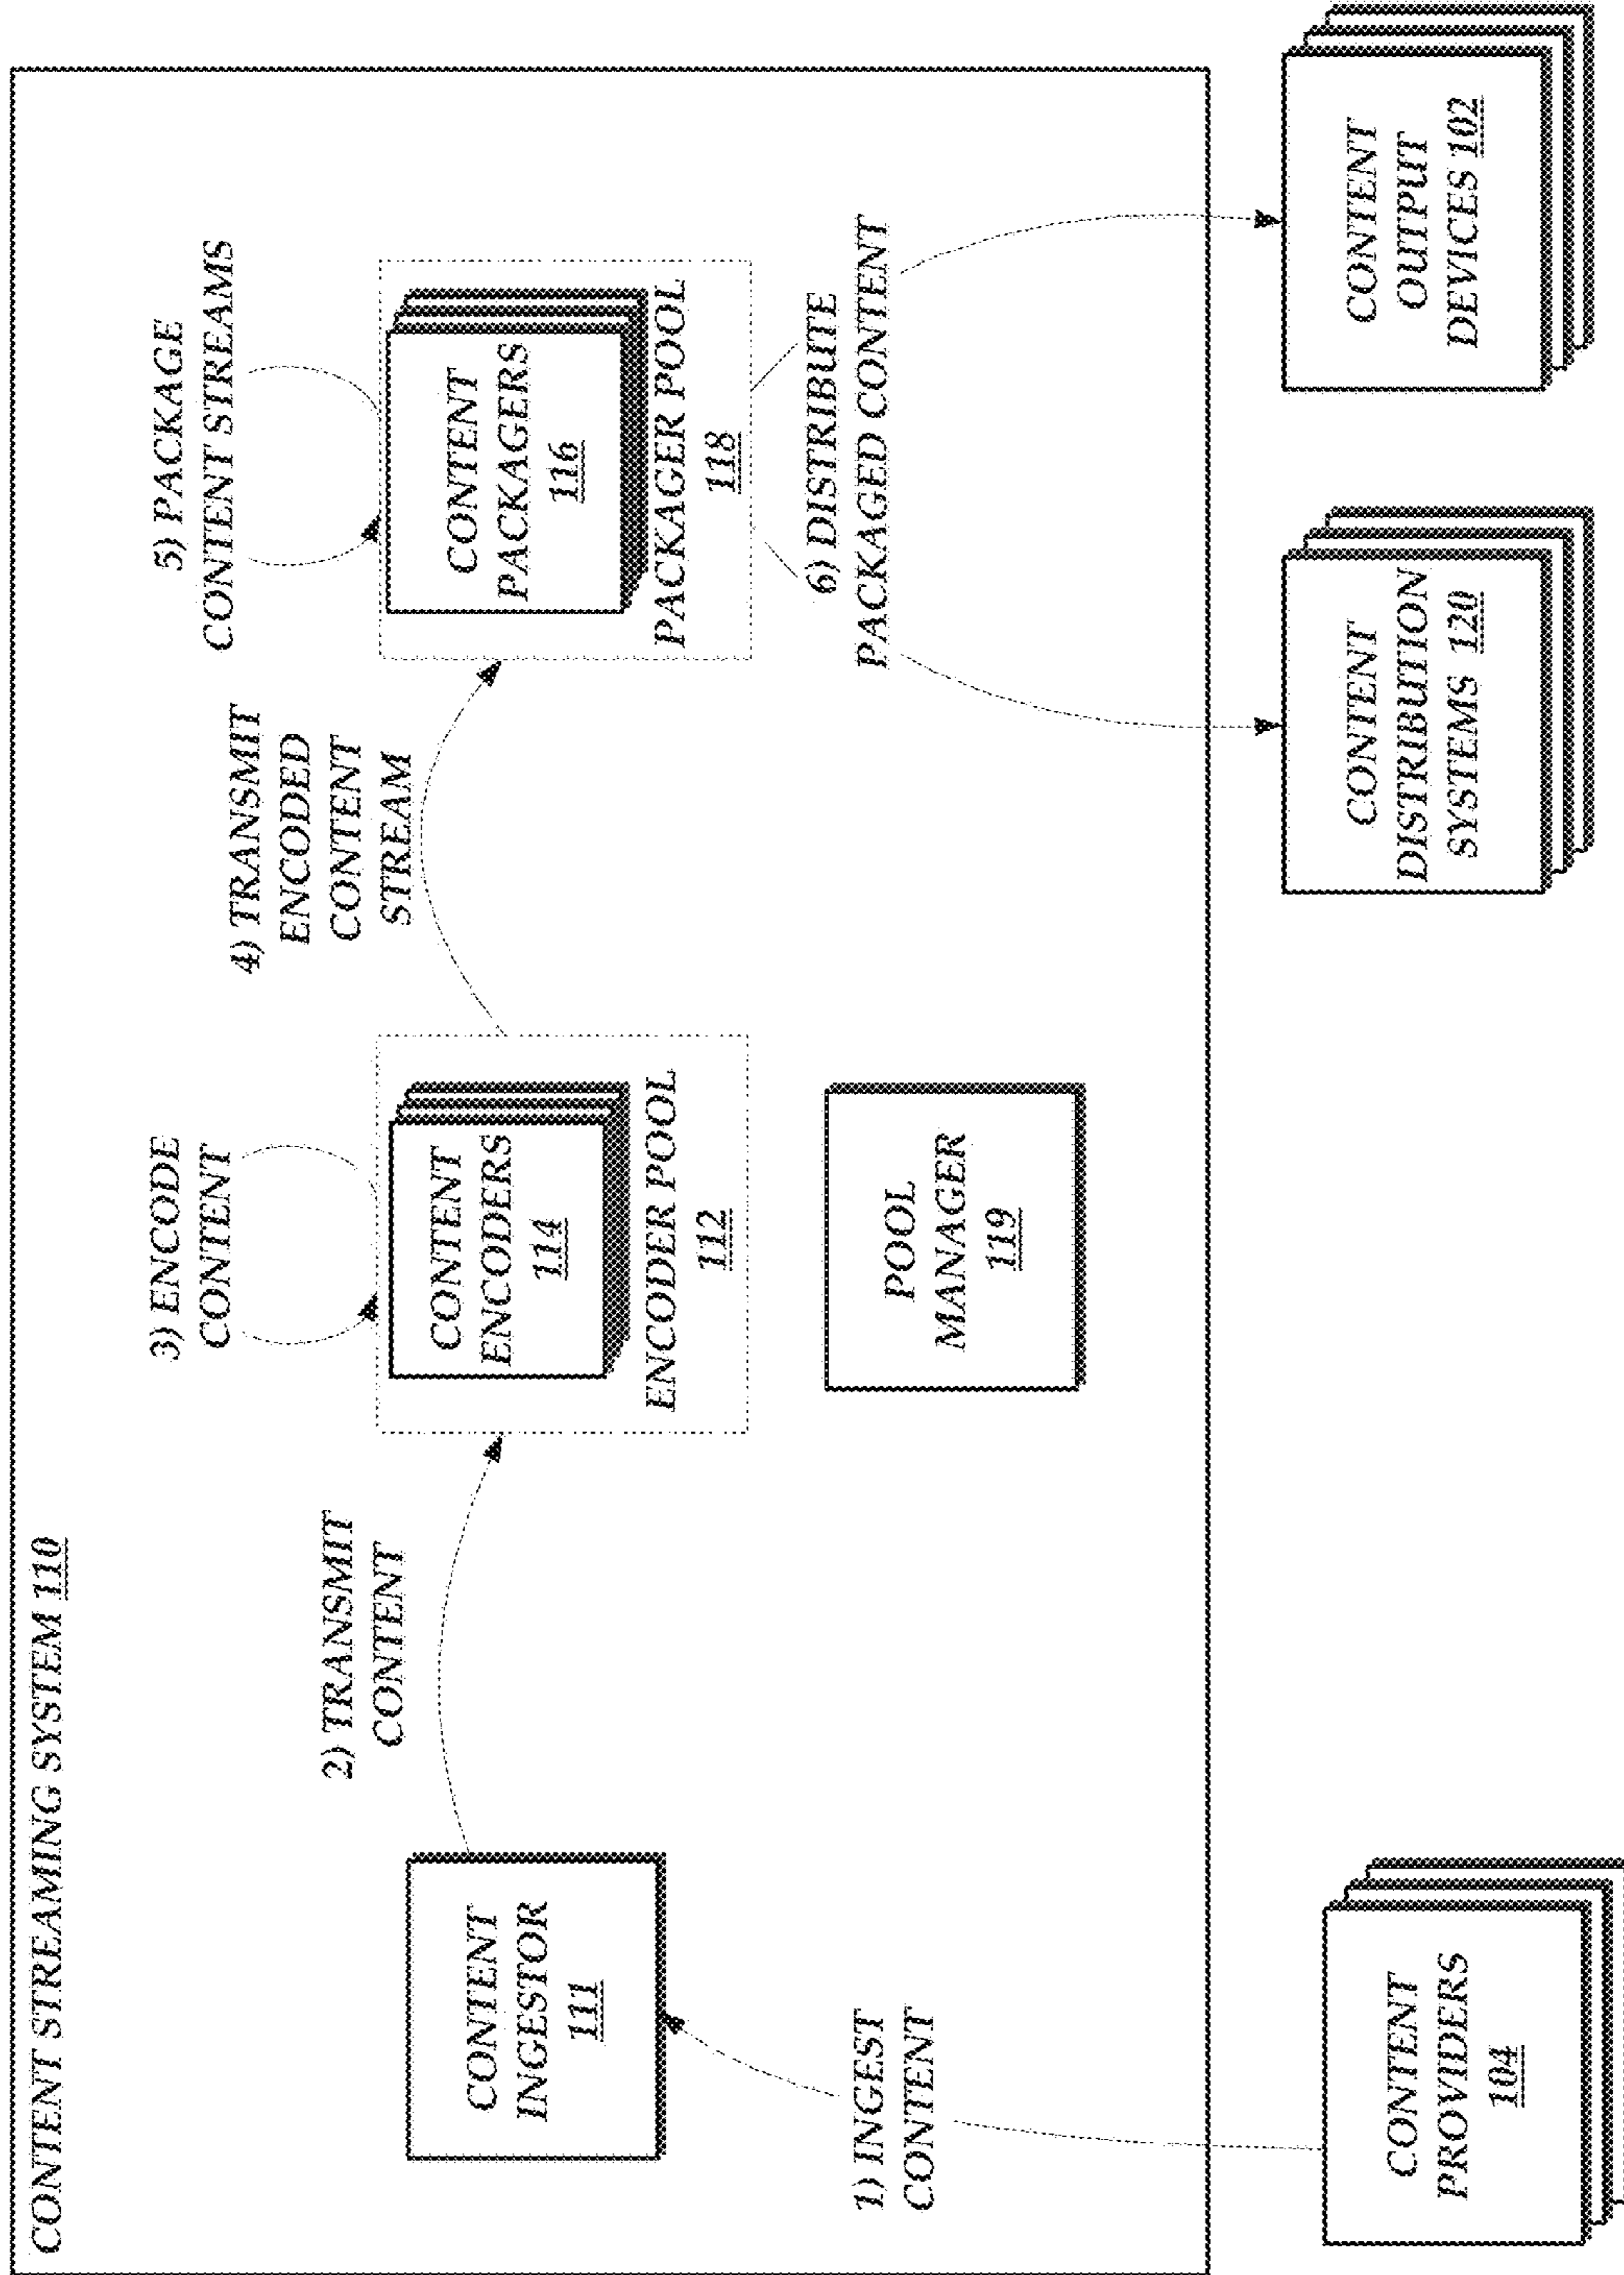 CONTENT STREAMING SYSTEM 110
1) INGEST
CONTENT
CONTENT
INGESTOR
111
2) TRANSMIT
CONTENT
3) ENCODE
CONTENT
CONTENT
ENCODERS
114
ENCODER POOL
112
POOL
MANAGER
119
4) TRANSMIT
ENCODED
CONTENT
STREAM
5) PACKAGE
CONTENT STREAMS
CONTENT
PACKAGERS
116
PACKAGER POOL
118
6) DISTRIBUTE
PACKAGED CONTENT
CONTENT
PROVIDERS
104
CONTENT
DISTRIBUTION
SYSTEMS 120
CONTENT
OUTPUT
DEVICES 102